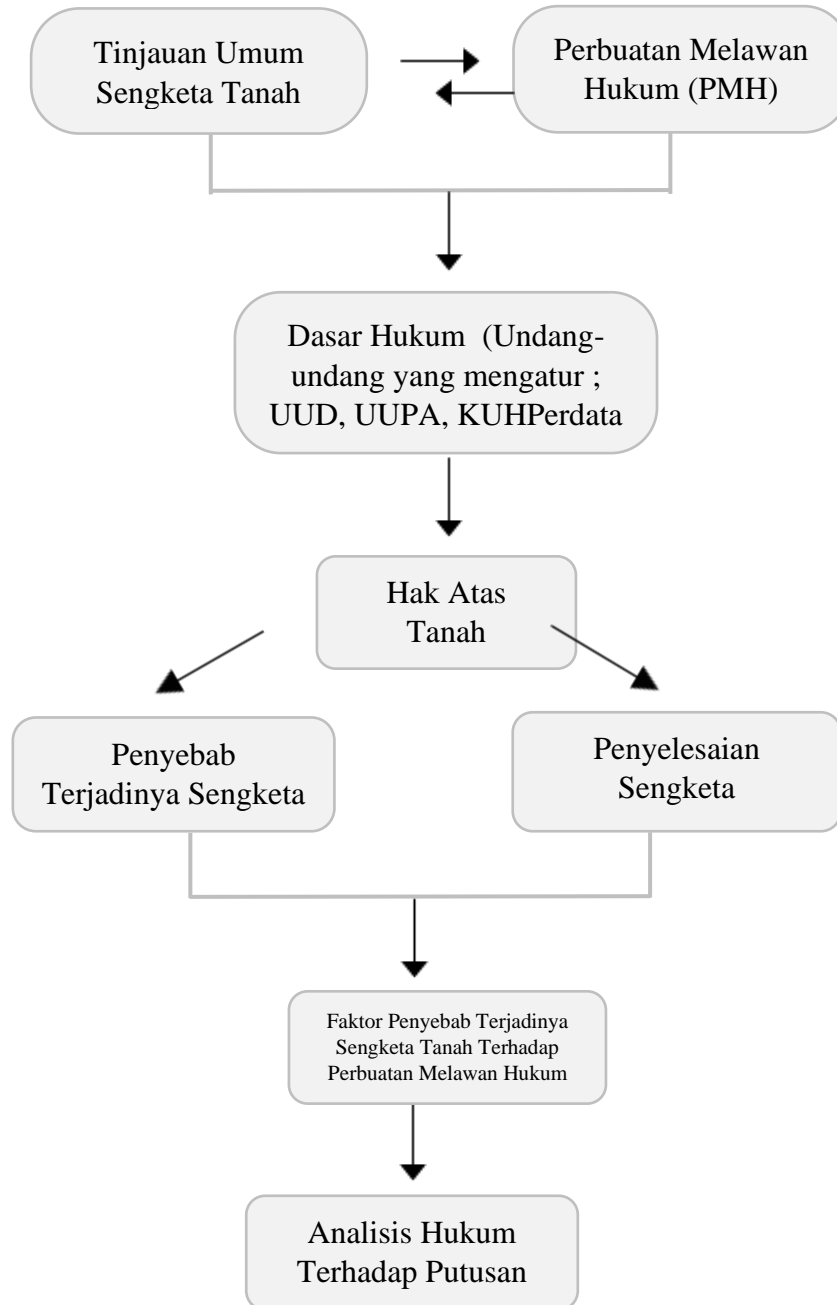 Tinjauan Umum
Sengketa Tanah
Perbuatan Melawan
Hukum (PMH)
Dasar Hukum  (Undang-
undang yang mengatur ;
UUD, UUPA, KUHPerdata
Hak Atas
Tanah
Penyebab
Terjadinya Sengketa
Penyelesaian
Sengketa
Faktor Penyebab Terjadinya
Sengketa Tanah Terhadap
Perbuatan Melawan Hukum
Analisis Hukum
Terhadap Putusan